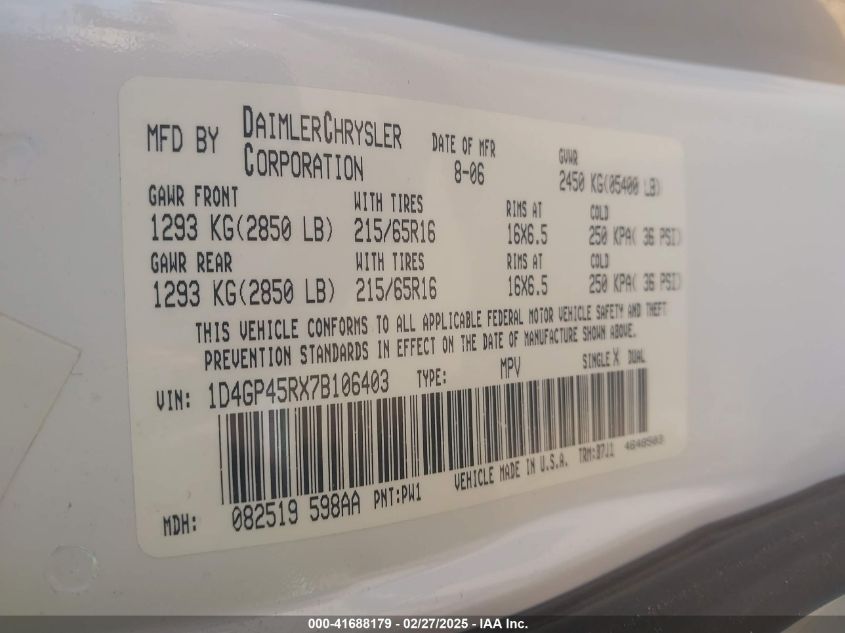 MFD BY DAIMLERCHRYSLER CORPORATION
DATE OF MFR 8-06
GVWR 2450 KG(05400 LB)
GAWR FRONT WITH TIRES RIMS AT COLD
1293 KG(2850 LB) 215/65R16 16X6.5 250 KPA( 36 PSI)
GAWR REAR WITH TIRES RIMS AT COLD
1293 KG(2850 LB) 215/65R16 16X6.5 250 KPA( 36 PSI)
THIS VEHICLE CONFORMS TO ALL APPLICABLE FEDERAL MOTOR VEHICLE SAFETY AND THEFT
PREVENTION STANDARDS IN EFFECT ON THE DATE OF MANUFACTURE SHOWN ABOVE.
VIN: 1D4GP45RX7B106403 TYPE: MPV SINGLE X DUAL
MDH: 082519 598AA PNT:PW1 VEHICLE MADE IN U.S.A. TRM:B7J1 4648503
000-41688179 - 02/27/2025 - IAA Inc.